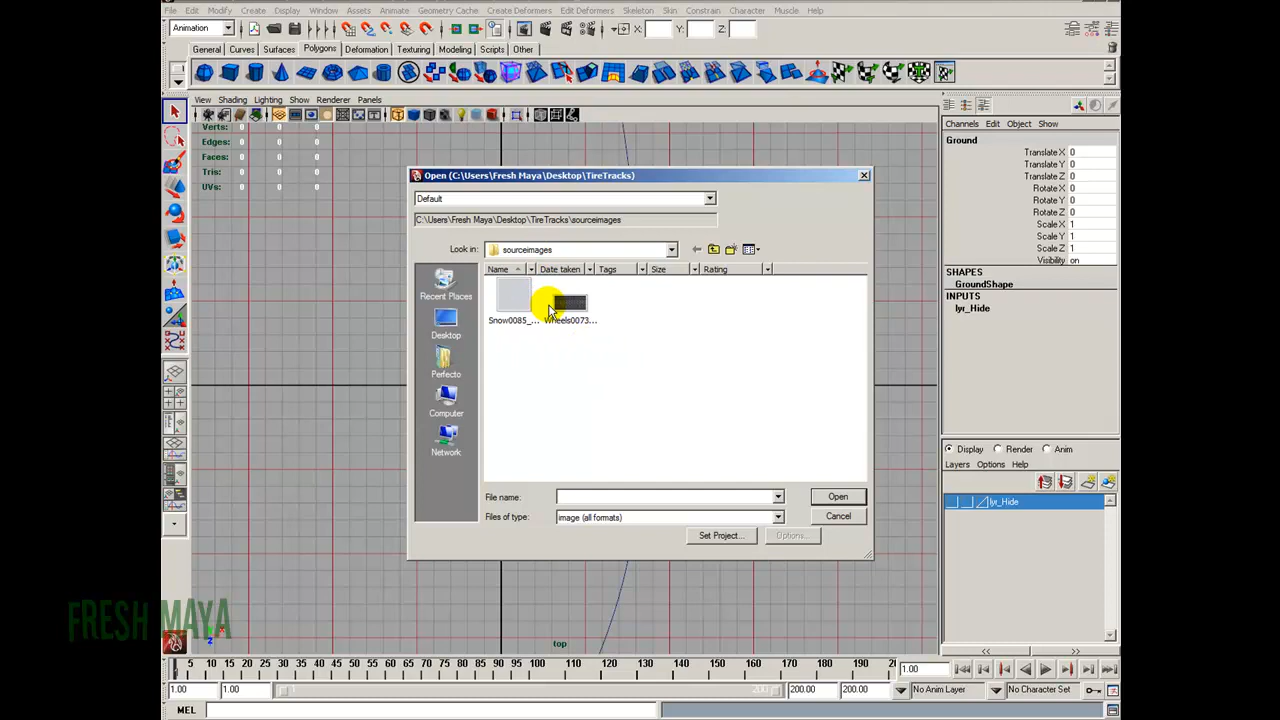 File Edit Modify Create Display Window Assets Animate Geometry Cache Create Deformers Edit Deformers Skeleton Skin Constrain Character Muscle Help
Animation X: Y: Z:
General Curves Surfaces Polygons Deformation Texturing Modeling Scripts Other
View Shading Lighting Show Renderer Panels
Verts: 0 0 0
Edges: 0 0 0
Faces: 0 0 0
Tris: 0 0 0
UVs: 0 0 0
Channels Edit Object Show
Ground
Translate X 0
Translate Y 0
Translate Z 0
Rotate X 0
Rotate Y 0
Rotate Z 0
Scale X 1
Scale Y 1
Scale Z 1
Visibility on
SHAPES
GroundShape
INPUTS
lyr_Hide
Open (C:\Users\Fresh Maya\Desktop\TireTracks)
Default
C:\Users\Fresh Maya\Desktop\TireTracks\sourceimages
Look in: sourceimages
Name Date taken Tags Size Rating
Snow0085_... Wheels0073...
Recent Places
Desktop
Perfecto
Computer
Network
File name: Open
Files of type: image (all formats) Cancel
Set Project... Options...
Display Render Anim
Layers Options Help
lyr_Hide
FRESH MAYA
z
top
5 10 15 20 25 30 35 40 45 50 55 60 65 70 75 80 85 90 95 100 110 120 130 140 150 160 170 180 190 2 1.00
1.00 1.00 200 200.00 200.00 No Anim Layer No Character Set
MEL